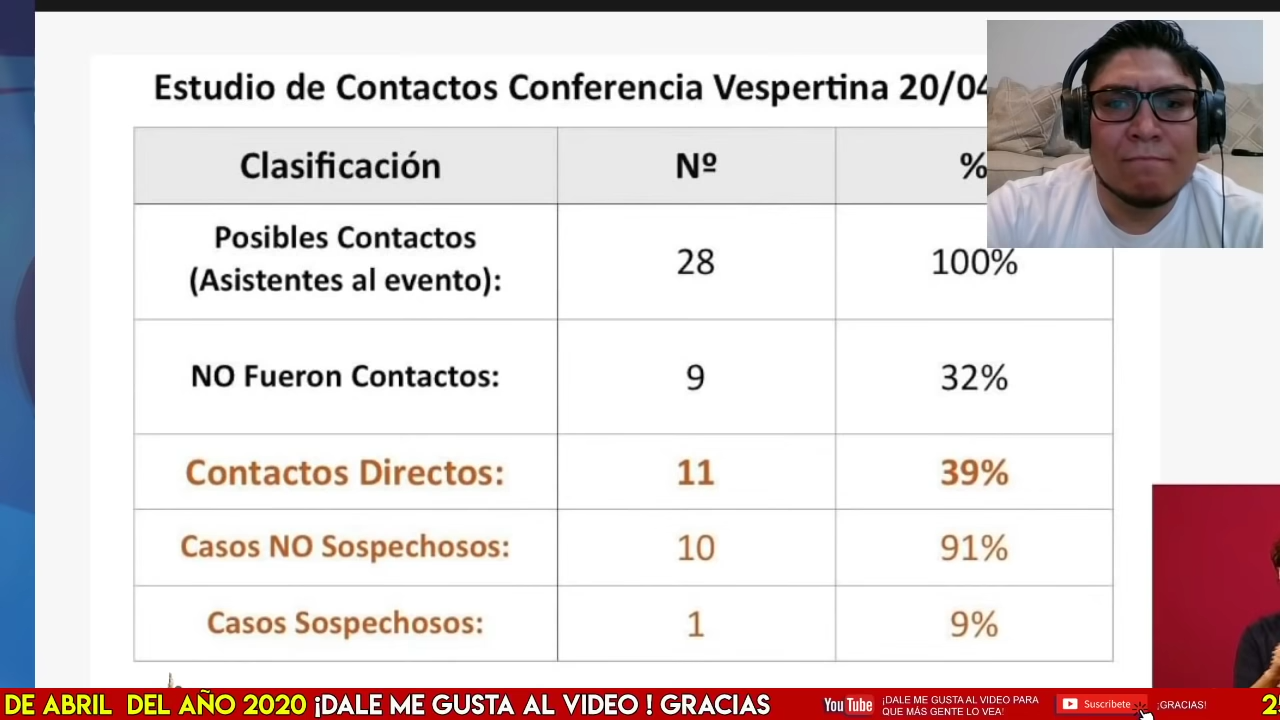 Estudio de Contactos Conferencia Vespertina 20/04
Clasificación Nº %
Posibles Contactos
(Asistentes al evento): 28 100%
NO Fueron Contactos: 9 32%
Contactos Directos: 11 39%
Casos NO Sospechosos: 10 91%
Casos Sospechosos: 1 9%
DE ABRIL DEL AÑO 2020 ¡DALE ME GUSTA AL VIDEO ! GRACIAS
YouTube
¡DALE ME GUSTA AL VIDEO PARA
QUE MÁS GENTE LO VEA!
Suscríbete
¡GRACIAS!